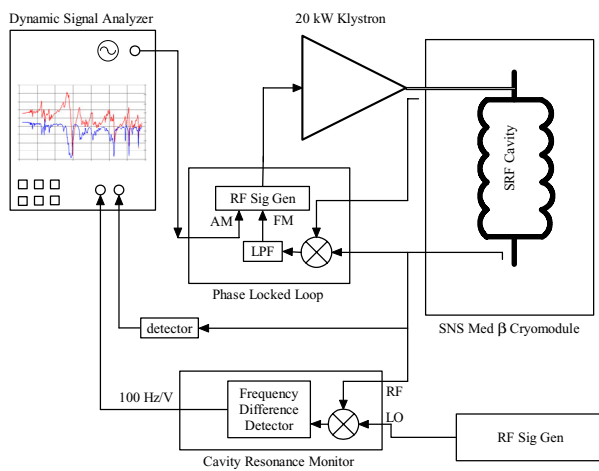 Dynamic Signal Analyzer
20 kW Klystron
SRF Cavity
RF Sig Gen
AM
FM
LPF
Phase Locked Loop
SNS Med β Cryomodule
detector
100 Hz/V
Frequency
Difference
Detector
RF
LO
RF Sig Gen
Cavity Resonance Monitor